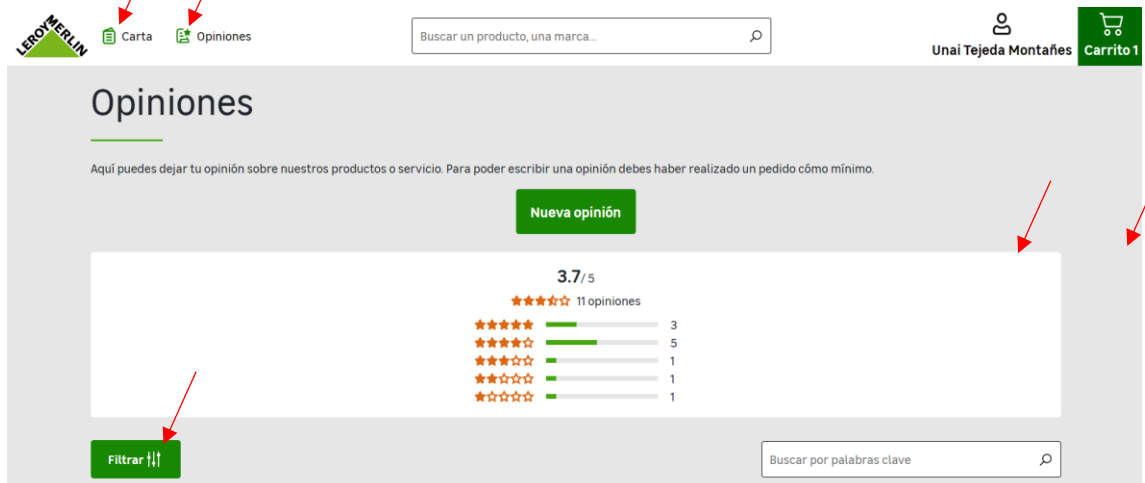 LEROY MERLIN
Carta
Opiniones
Buscar un producto, una marca...
Unai Tejeda Montañes
Carrito 1
Opiniones
Aquí puedes dejar tu opinión sobre nuestros productos o servicio. Para poder escribir una opinión debes haber realizado un pedido cómo mínimo.
Nueva opinión
3.7/ 5
11 opiniones
3
5
1
1
1
Filtrar
Buscar por palabras clave